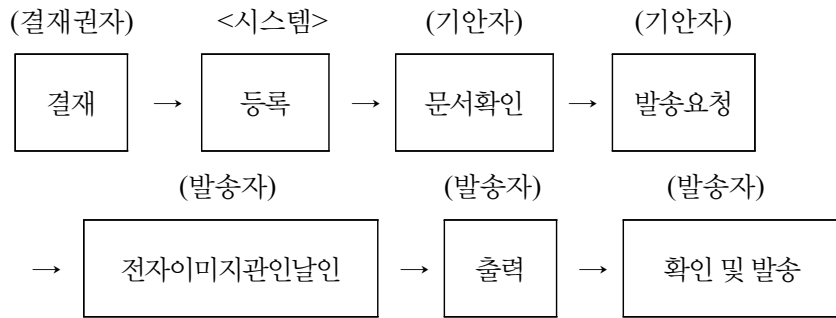 (결재권자) <시스템> (기안자) (기안자)
결재 → 등록 → 문서확인 → 발송요청
(발송자) (발송자) (발송자)
→ 전자이미지관인날인 → 출력 → 확인 및 발송